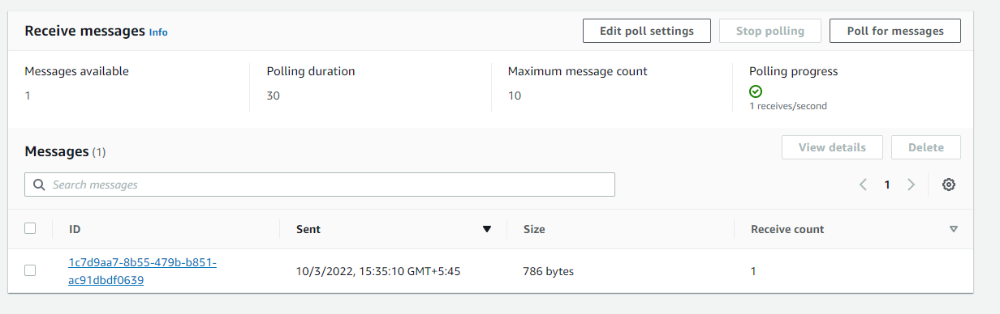 Receive messages Info
Edit poll settings
Stop polling
Poll for messages
Messages available
1
Polling duration
30
Maximum message count
10
Polling progress
1 receives/second
Messages (1)
View details
Delete
Search messages
1
ID
Sent
Size
Receive count
1c7d9aa7-8b55-479b-b851-
ac91dbdf0639
10/3/2022, 15:35:10 GMT+5:45
786 bytes
1